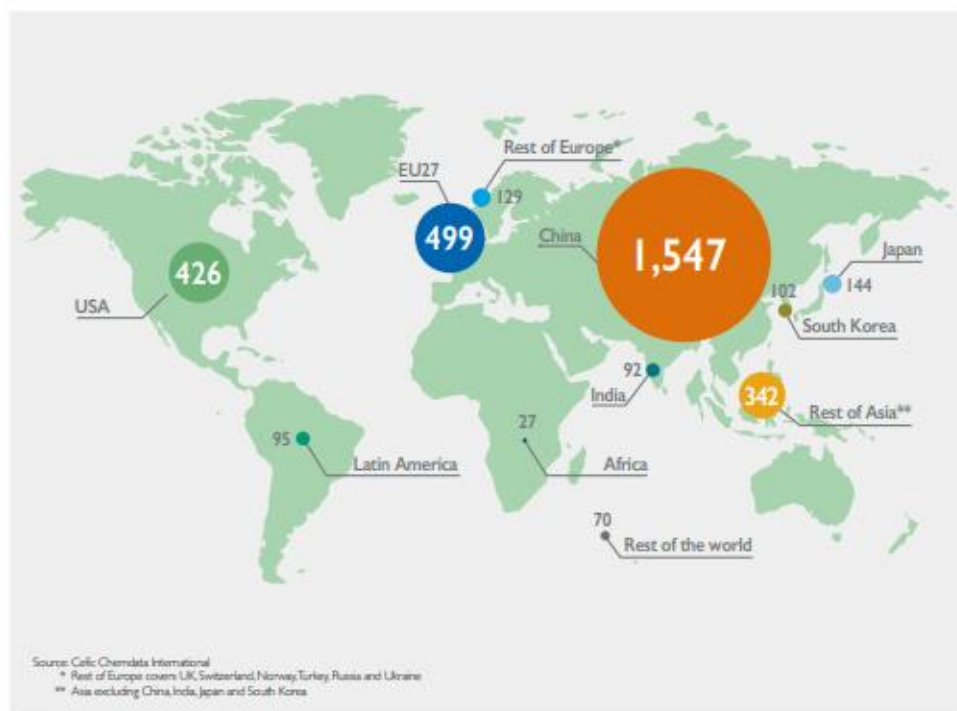 Rest of Europe*
EU27
129
499
China
1,547
426
Japan
USA
102
144
South Korea
92
342
India
Rest of Asia**
27
95
Latin America
Africa
70
Rest of the world
Source: Cefic Chemdata International
* Rest of Europe covers UK, Switzerland, Norway, Turkey, Russia and Ukraine
** Asia excluding China, India, Japan and South Korea